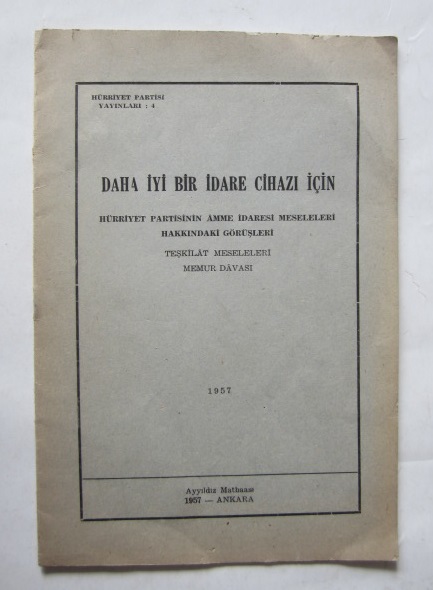 HÜRRİYET PARTİSİ
YAYINLARI : 4
DAHA İYİ BİR İDARE CİHAZI İÇİN
HÜRRİYET PARTİSİNİN AMME İDARESİ MESELELERİ
HAKKINDAKİ GÖRÜŞLERİ
TEŞKİLÂT MESELELERİ
MEMUR DÂVASI
1957
Ayyıldız Matbaası
1957 — ANKARA